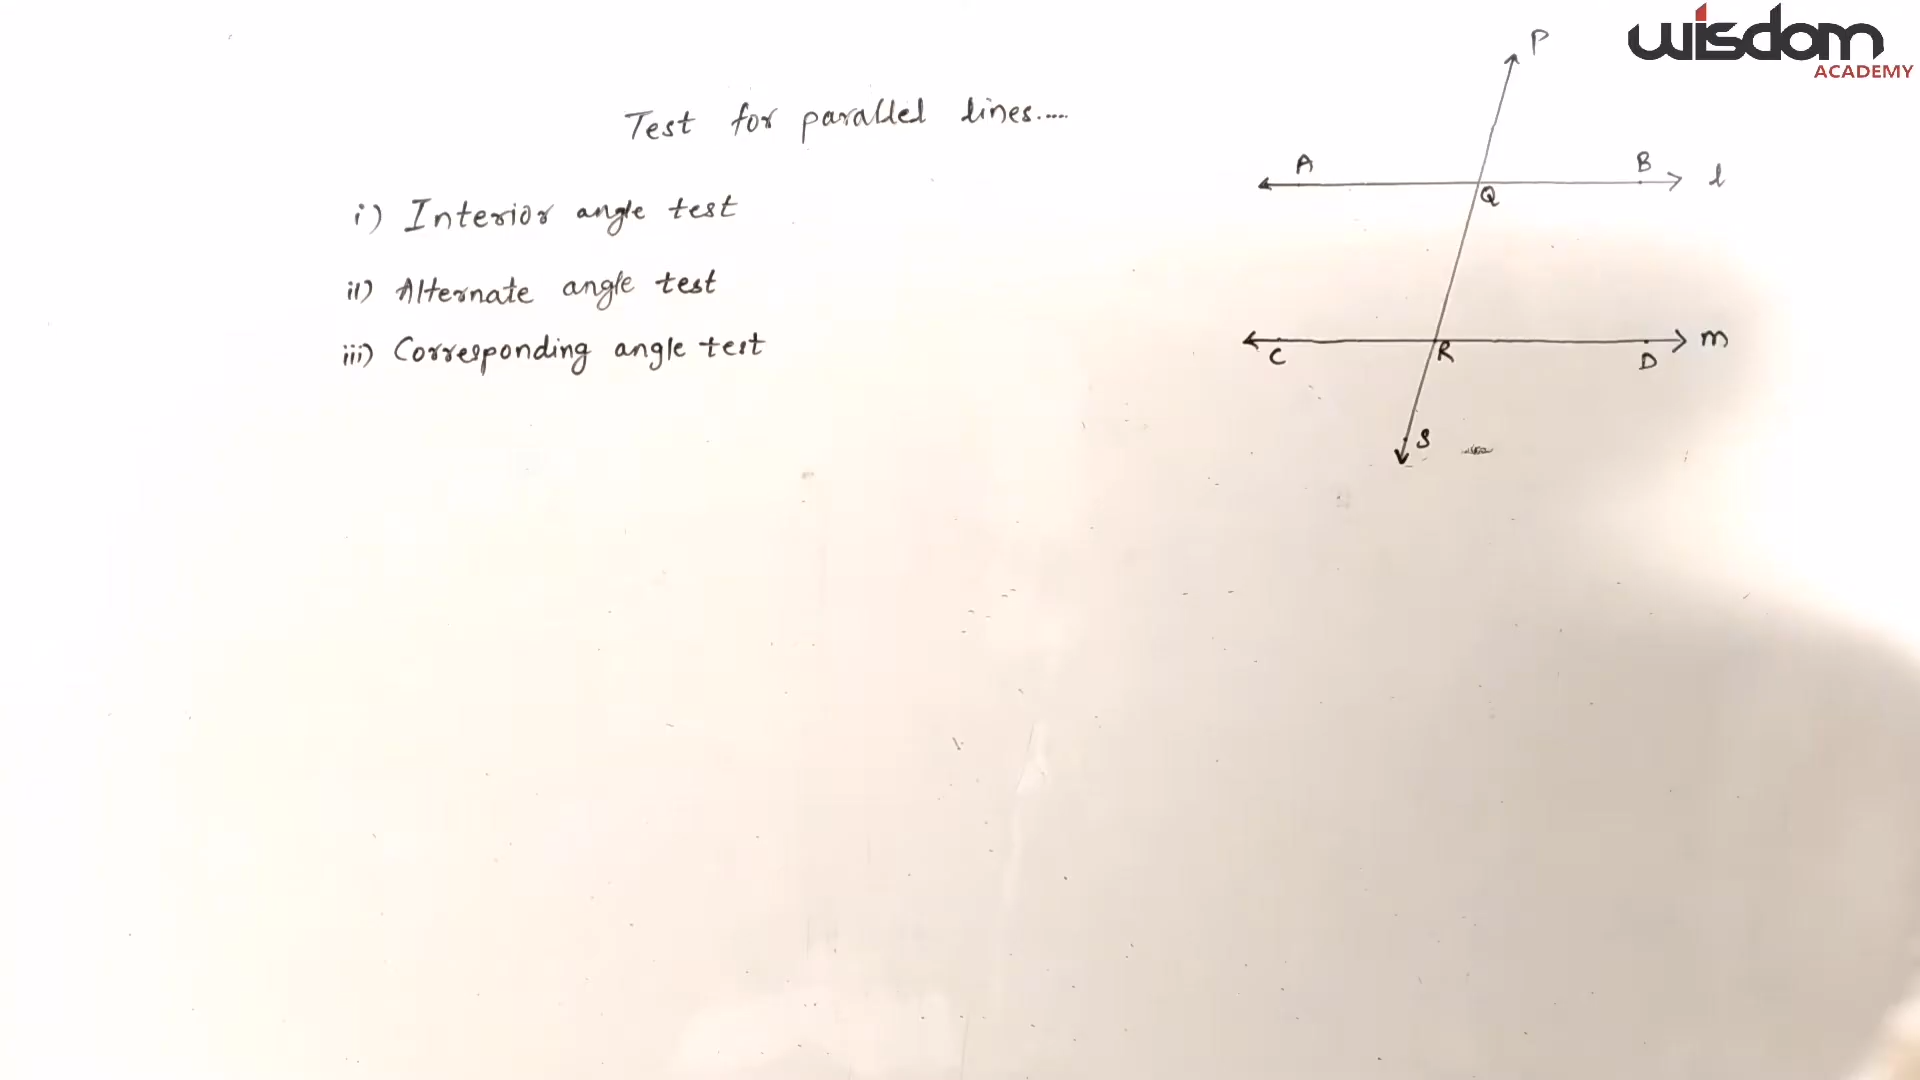 wisdom
ACADEMY
Test for parallel lines.....
i) Interior angle test
ii) Alternate angle test
iii) Corresponding angle test
P
A
B
l
Q
C
R
D
m
S